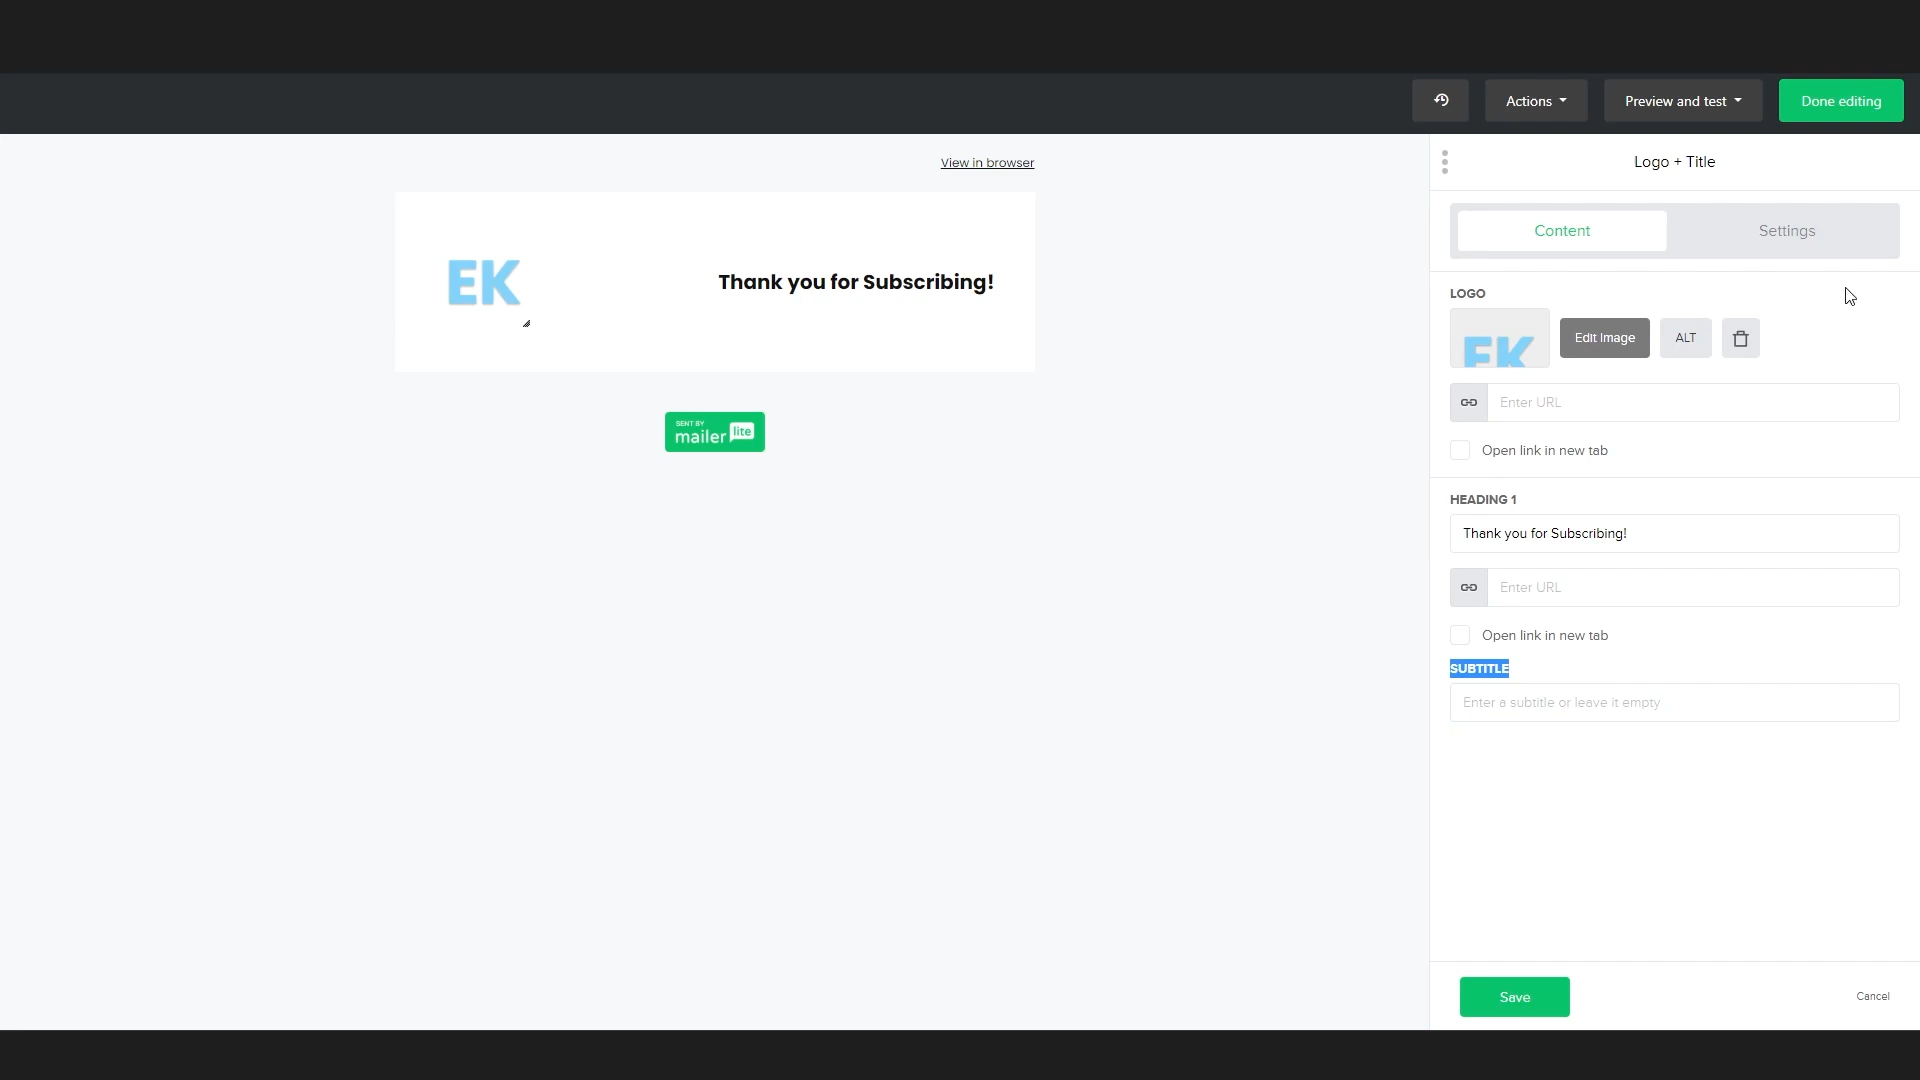 Actions
Preview and test
Done editing
View in browser
EK
Thank you for Subscribing!
SENT BY
mailer lite
Logo + Title
Content
Settings
LOGO
EK
Edit Image
ALT
Enter URL
Open link in new tab
HEADING 1
Thank you for Subscribing!
Enter URL
Open link in new tab
SUBTITLE
Enter a subtitle or leave it empty
Save
Cancel